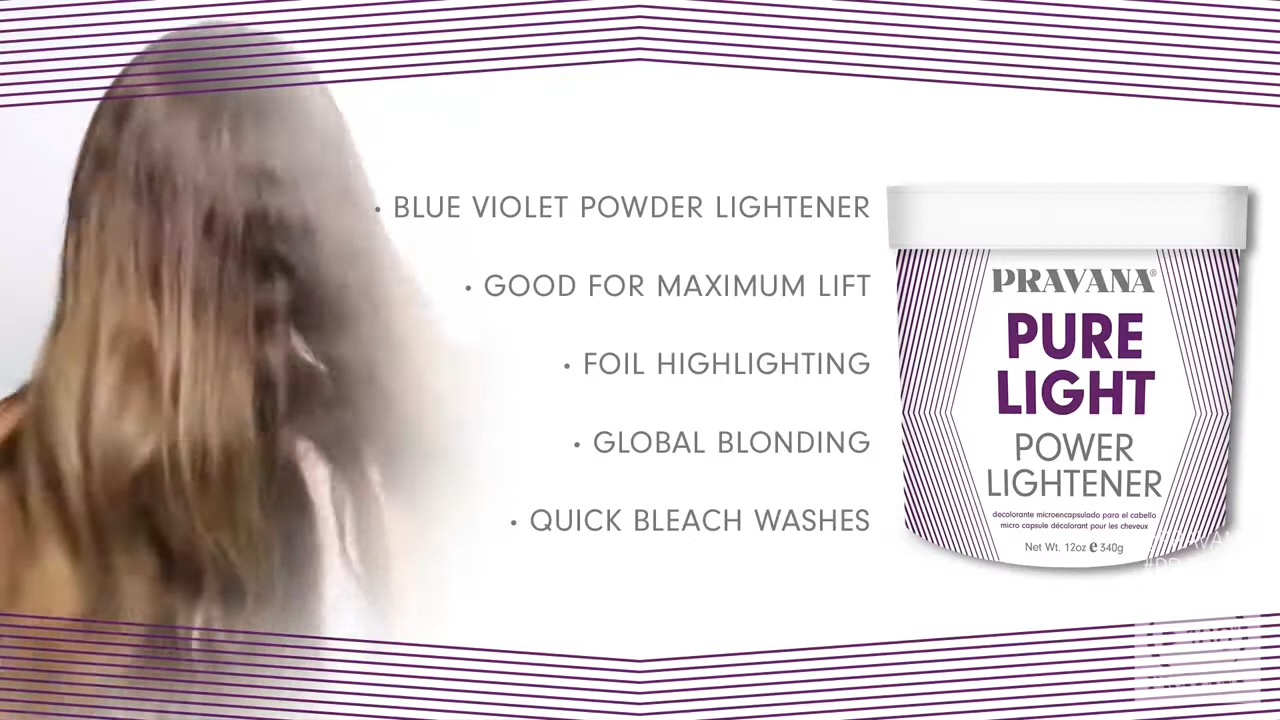 • BLUE VIOLET POWDER LIGHTENER
• GOOD FOR MAXIMUM LIFT
• FOIL HIGHLIGHTING
• GLOBAL BLONDING
• QUICK BLEACH WASHES
PRAVANA®
PURE
LIGHT
POWER
LIGHTENER
decolorante microencapsulado para el cabello
micro capsule décolorant pour les cheveux
Net Wt. 12oz e 340g